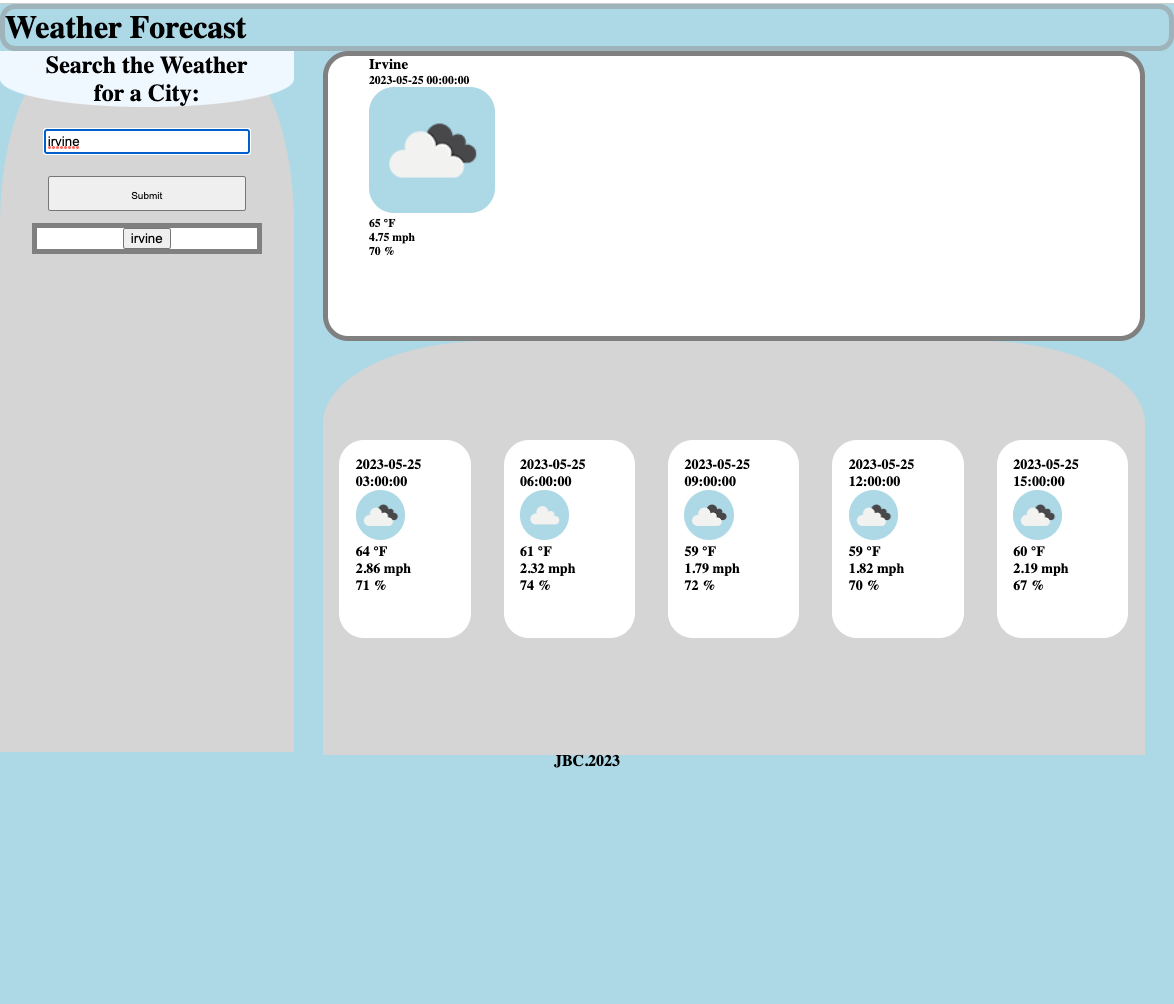 Weather Forecast
Search the Weather
for a City:
irvine
Submit
irvine
Irvine
2023-05-25 00:00:00
65 °F
4.75 mph
70 %
2023-05-25
03:00:00
64 °F
2.86 mph
71 %
2023-05-25
06:00:00
61 °F
2.32 mph
74 %
2023-05-25
09:00:00
59 °F
1.79 mph
72 %
2023-05-25
12:00:00
59 °F
1.82 mph
70 %
2023-05-25
15:00:00
60 °F
2.19 mph
67 %
JBC.2023